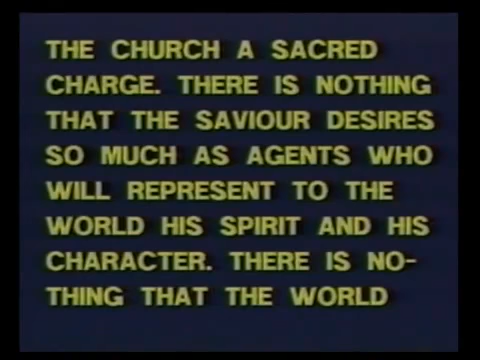 THE CHURCH A SACRED
CHARGE. THERE IS NOTHING
THAT THE SAVIOUR DESIRES
SO MUCH AS AGENTS WHO
WILL REPRESENT TO THE
WORLD HIS SPIRIT AND HIS
CHARACTER. THERE IS NO-
THING THAT THE WORLD